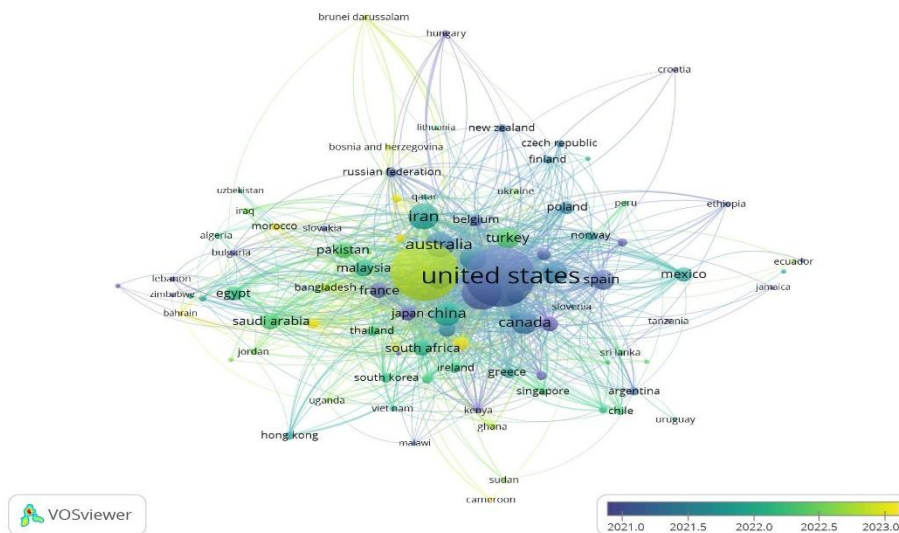 brunei darussalam
hungary
croatia
lithuania
new zealand
bosnia and herzegovina
czech republic
finland
russian federation
uzbekistan
qatar
ukraine
peru
ethiopia
iraq
iran
belgium
poland
morocco
slovakia
algeria
australia
turkey
norway
bulgaria
pakistan
ecuador
malaysia
united states
mexico
lebanon
spain
bangladesh
france
jamaica
zimbabwe
egypt
slovenia
bahrain
japan
china
saudi arabia
canada
tanzania
thailand
south africa
jordan
sri lanka
ireland
greece
south korea
singapore
argentina
uganda
viet nam
kenya
chile
uruguay
ghana
hong kong
malawi
sudan
cameroon
VOSviewer
2021.0 2021.5 2022.0 2022.5 2023.0